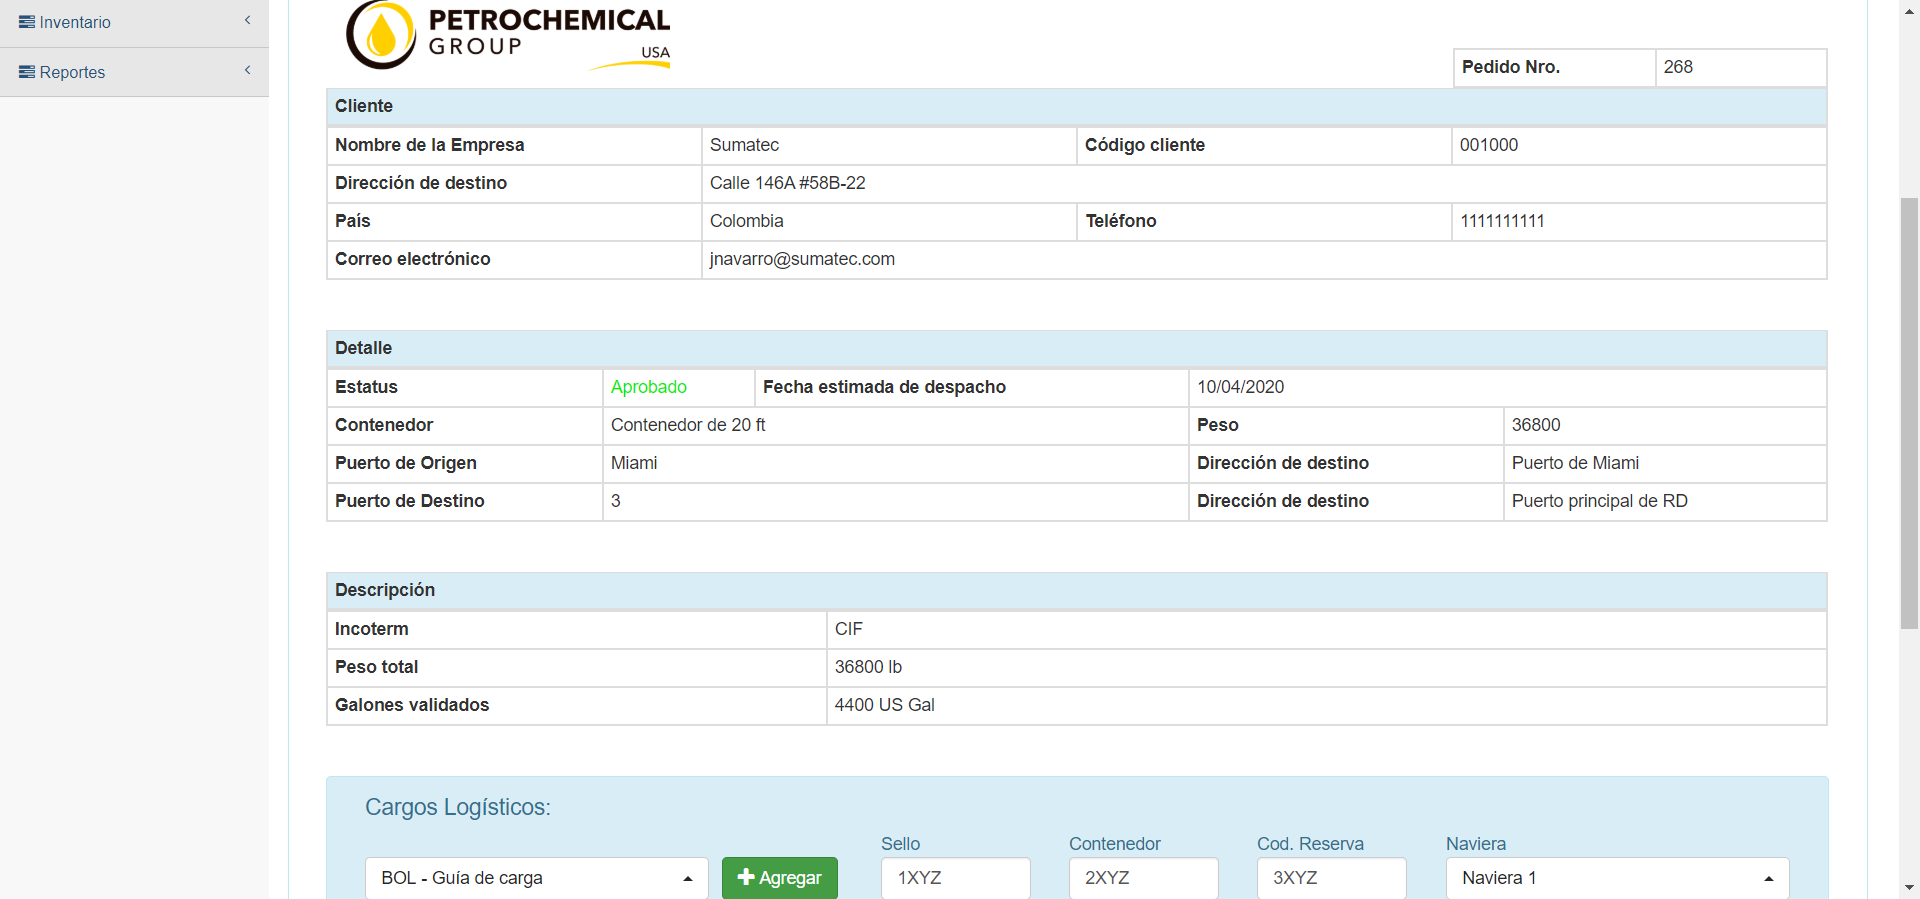 Inventario
Reportes
PETROCHEMICAL
GROUP
USA
Pedido Nro. 268
Cliente
Nombre de la Empresa Sumatec Código cliente 001000
Dirección de destino Calle 146A #58B-22
País Colombia Teléfono 1111111111
Correo electrónico jnavarro@sumatec.com
Detalle
Estatus Aprobado Fecha estimada de despacho 10/04/2020
Contenedor Contenedor de 20 ft Peso 36800
Puerto de Origen Miami Dirección de destino Puerto de Miami
Puerto de Destino 3 Dirección de destino Puerto principal de RD
Descripción
Incoterm CIF
Peso total 36800 lb
Galones validados 4400 US Gal
Cargos Logísticos:
Sello Contenedor Cod. Reserva Naviera
BOL - Guía de carga Agregar 1XYZ 2XYZ 3XYZ Naviera 1